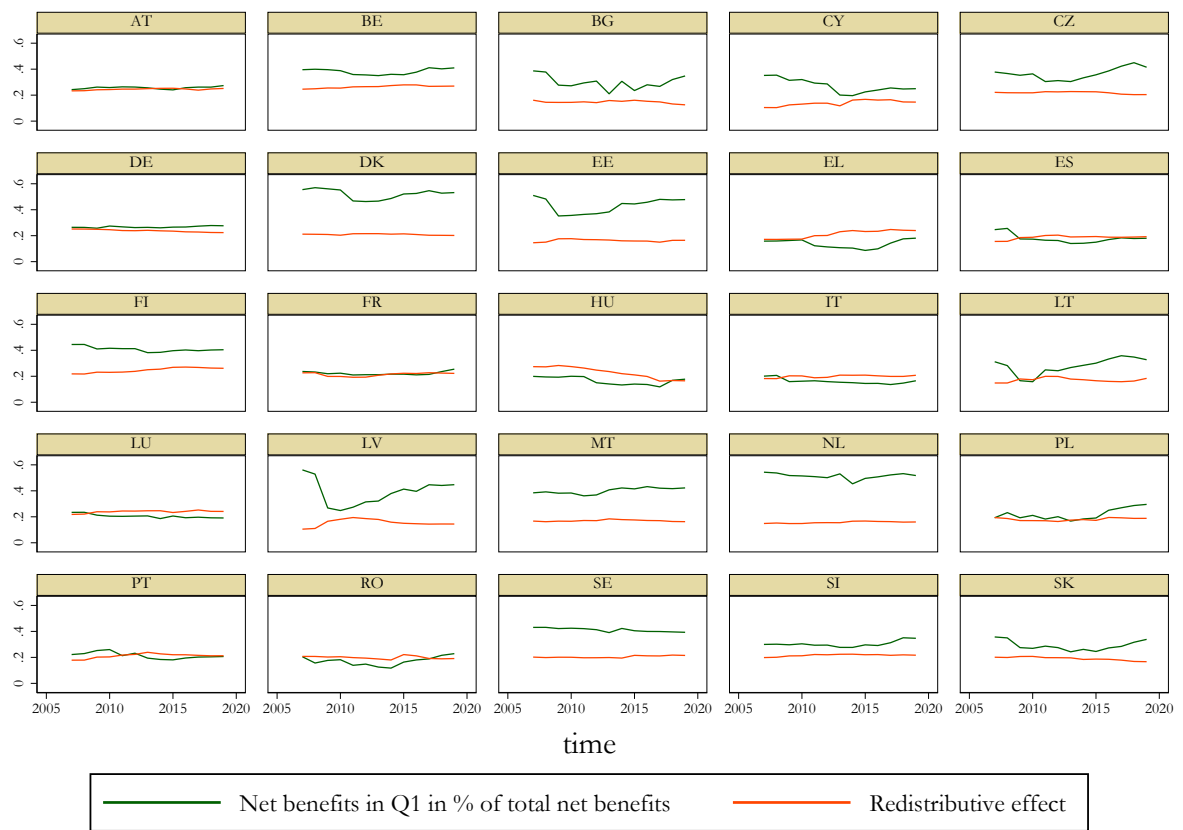 AT BE BG CY CZ
.6
.4
.2
0
DE DK EE EL ES
.6
.4
.2
0
FI FR HU IT LT
.6
.4
.2
0
LU LV MT NL PL
.6
.4
.2
0
PT RO SE SI SK
.6
.4
.2
0
2005 2010 2015 2020 2005 2010 2015 2020 2005 2010 2015 2020 2005 2010 2015 2020 2005 2010 2015 2020
time
Net benefits in Q1 in % of total net benefits Redistributive effect